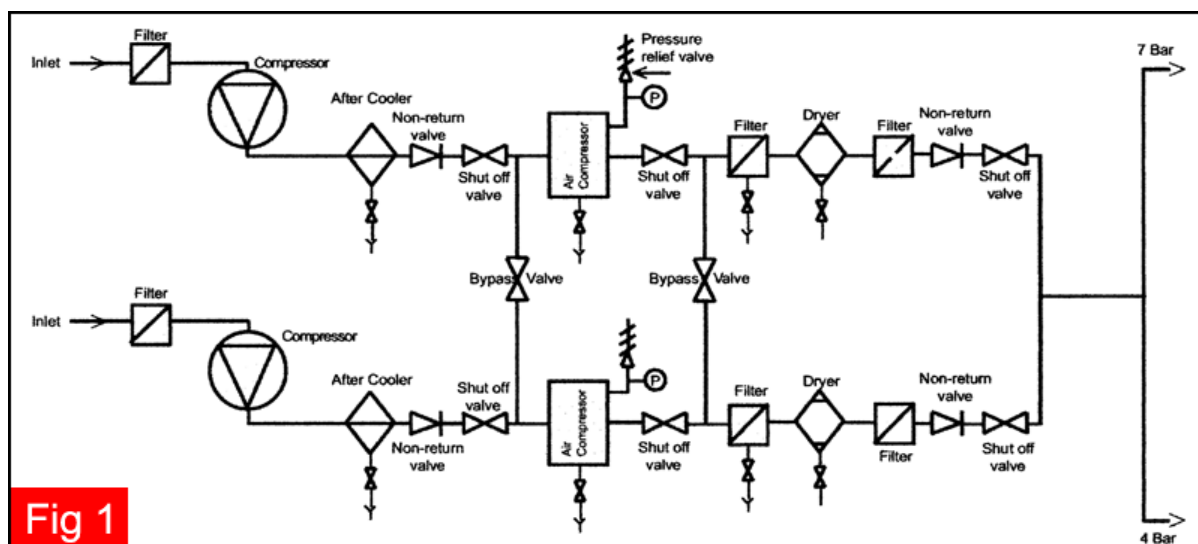 Filter
Inlet
Compressor
After Cooler
Non-return
valve
Shut off
valve
Air
Compressor
Pressure
relief valve
P
Shut off
valve
Filter
Dryer
Filter
Non-return
valve
Shut off
valve
7 Bar
Bypass Valve
Bypass Valve
Filter
Inlet
Compressor
After Cooler
Non-return
valve
Shut off
valve
Air
Compressor
P
Shut off
valve
Filter
Dryer
Filter
Non-return
valve
Shut off
valve
4 Bar
Fig 1